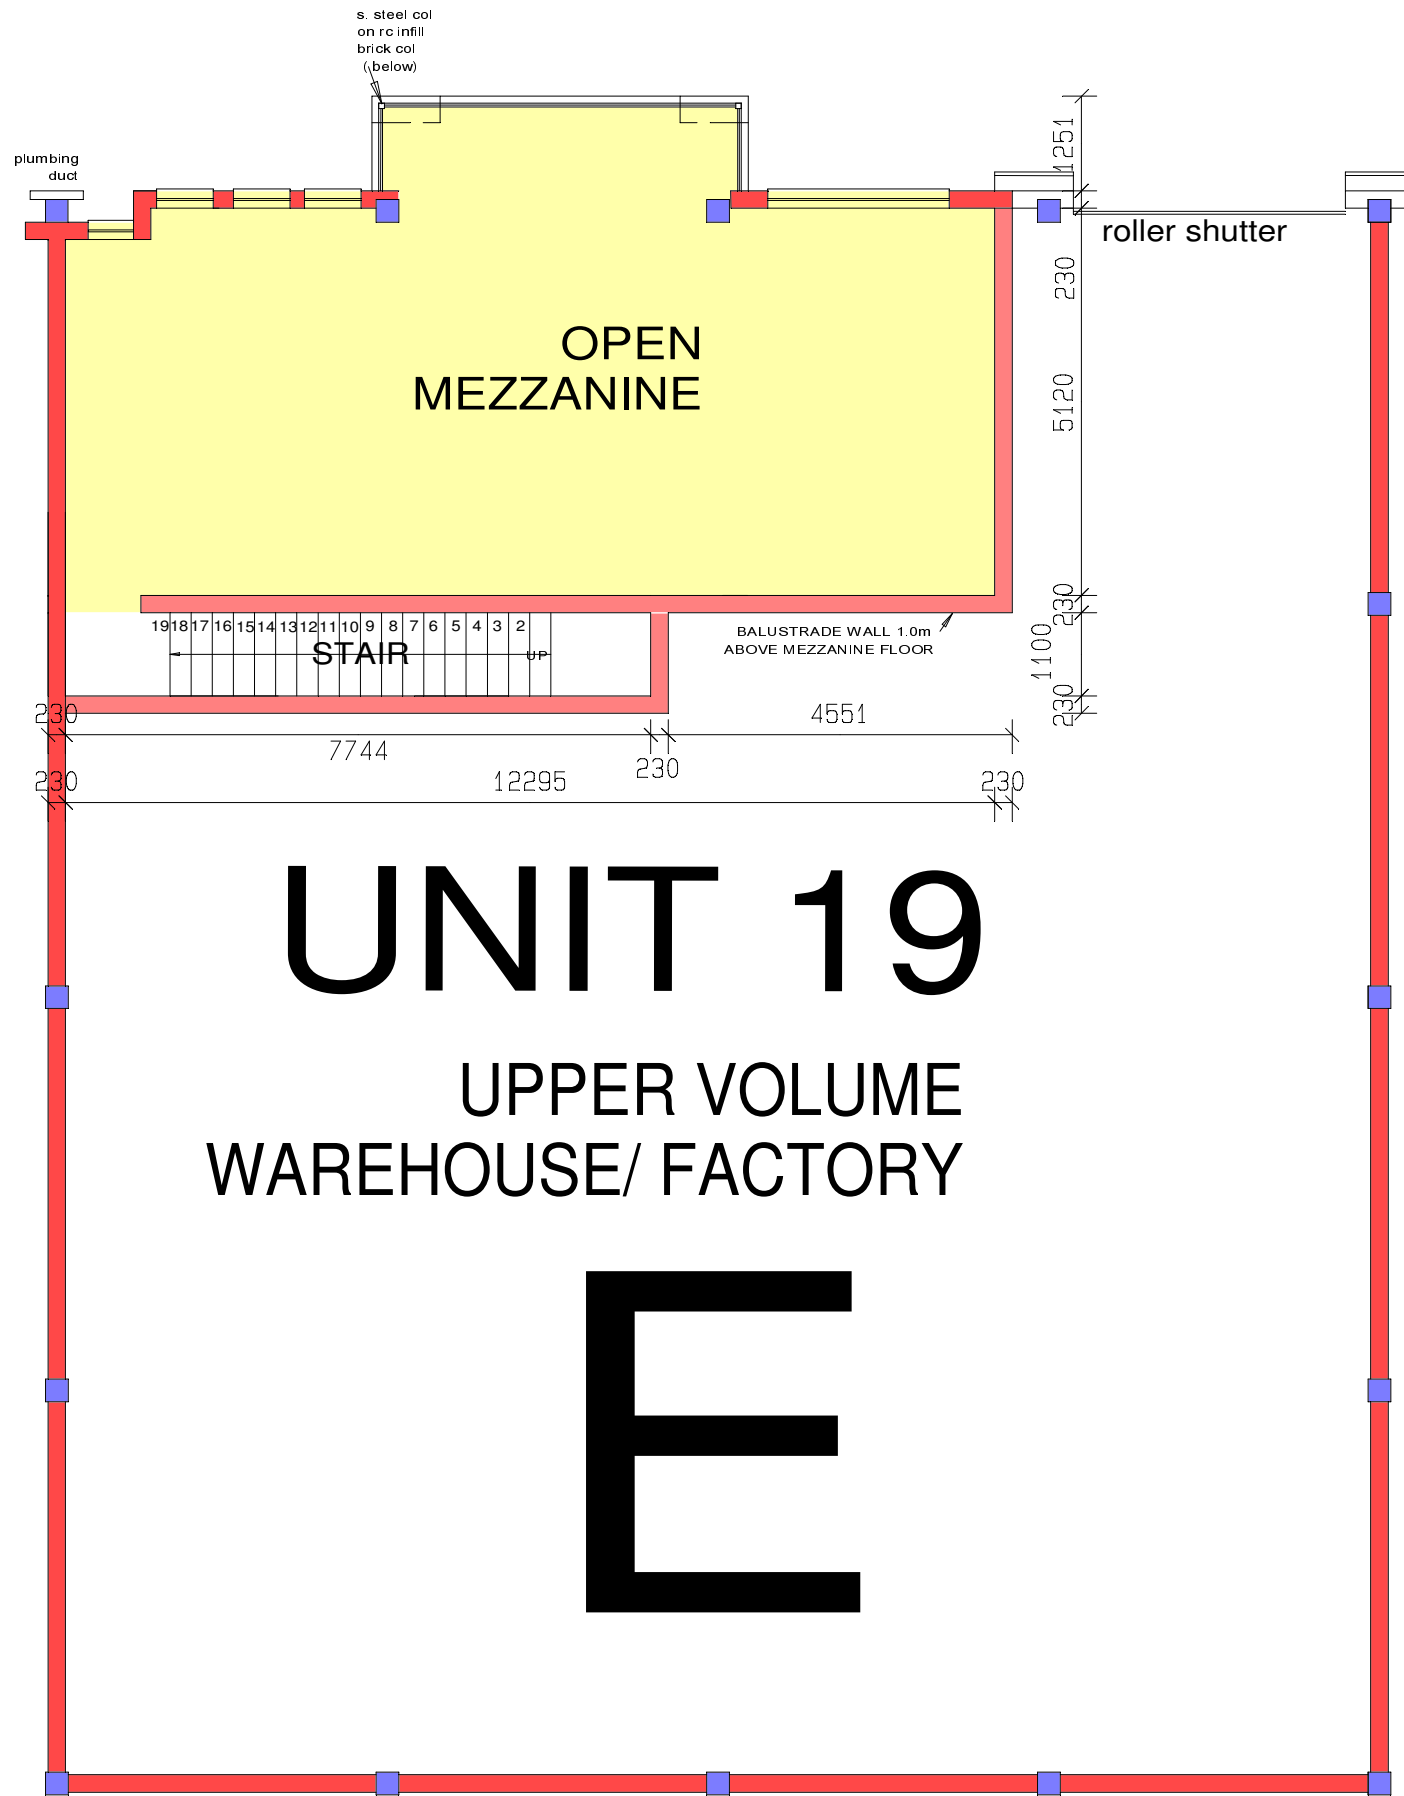 s. steel col
on rc infill
brick col
( below)
plumbing
duct
1251
roller shutter
230
OPEN
MEZZANINE
5120
230
19 18 17 16 15 14 13 12 11 10 9 8 7 6 5 4 3 2
STAIR
UP
BALUSTRADE WALL 1.0m
ABOVE MEZZANINE FLOOR
1100
230
230
7744
230
4551
230
12295
230
UNIT 19
UPPER VOLUME
WAREHOUSE/ FACTORY
E